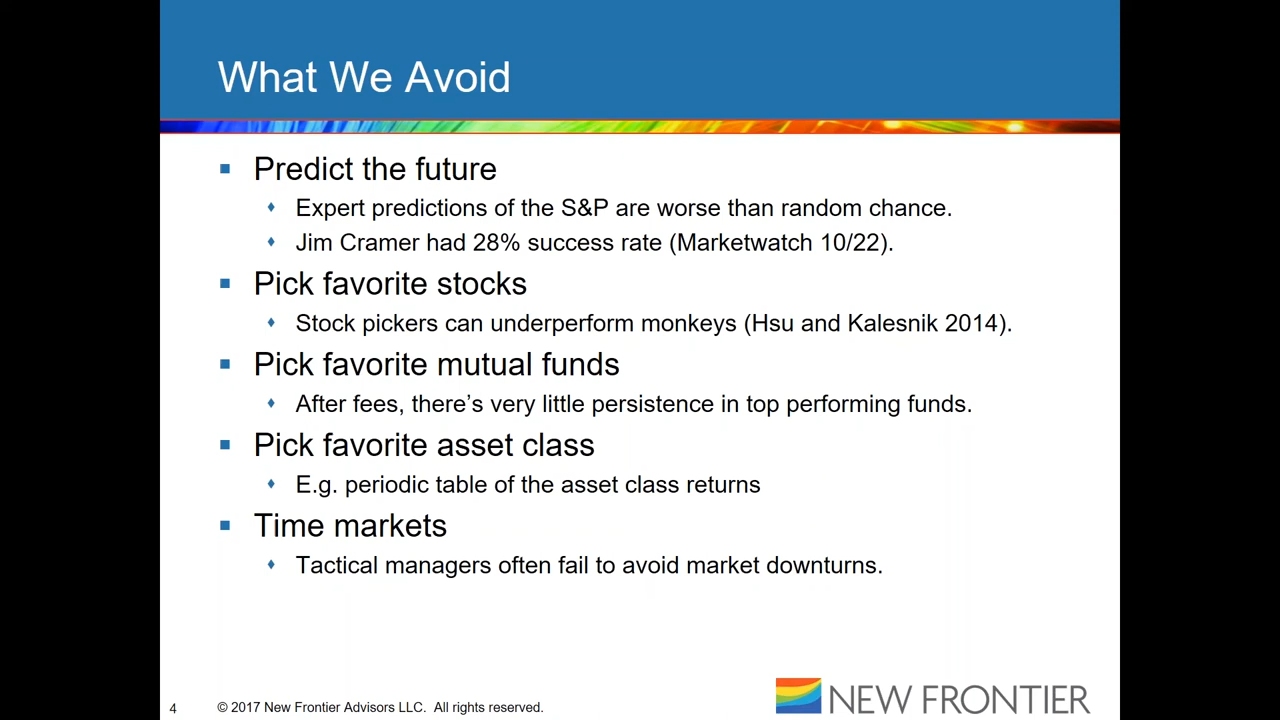 What We Avoid
Predict the future
Expert predictions of the S&P are worse than random chance.
Jim Cramer had 28% success rate (Marketwatch 10/22).
Pick favorite stocks
Stock pickers can underperform monkeys (Hsu and Kalesnik 2014).
Pick favorite mutual funds
After fees, there’s very little persistence in top performing funds.
Pick favorite asset class
E.g. periodic table of the asset class returns
Time markets
Tactical managers often fail to avoid market downturns.
4
© 2017 New Frontier Advisors LLC. All rights reserved.
NEW FRONTIER